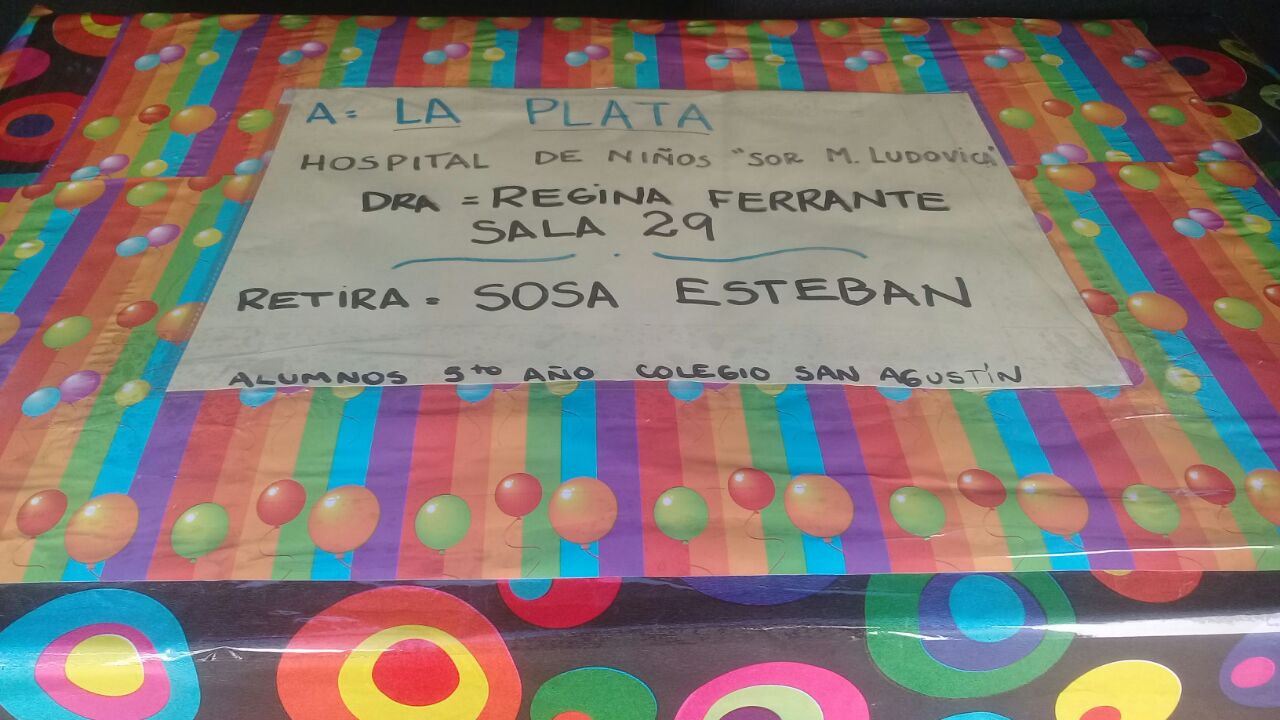 A= LA PLATA
HOSPITAL DE NIÑOS "SOR M. LUDOVICA"
DRA = REGINA FERRANTE
SALA 29
RETIRA = SOSA ESTEBAN
ALUMNOS 5to AÑO COLEGIO SAN AGUSTÍN